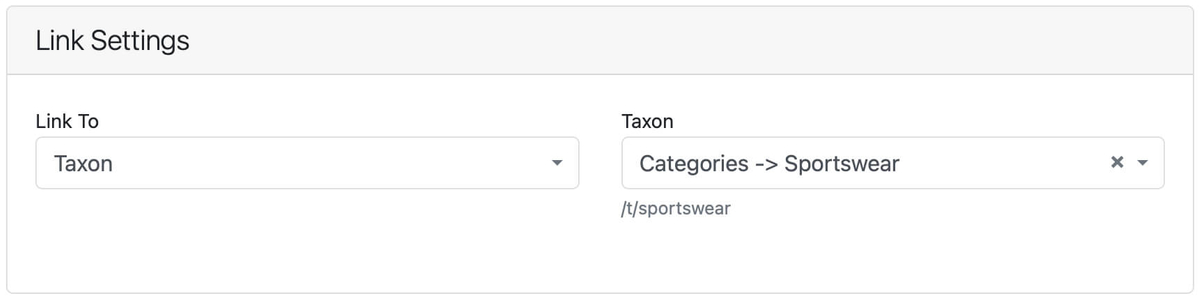 Link Settings
Link To
Taxon
Taxon
Categories -> Sportswear
/t/sportswear